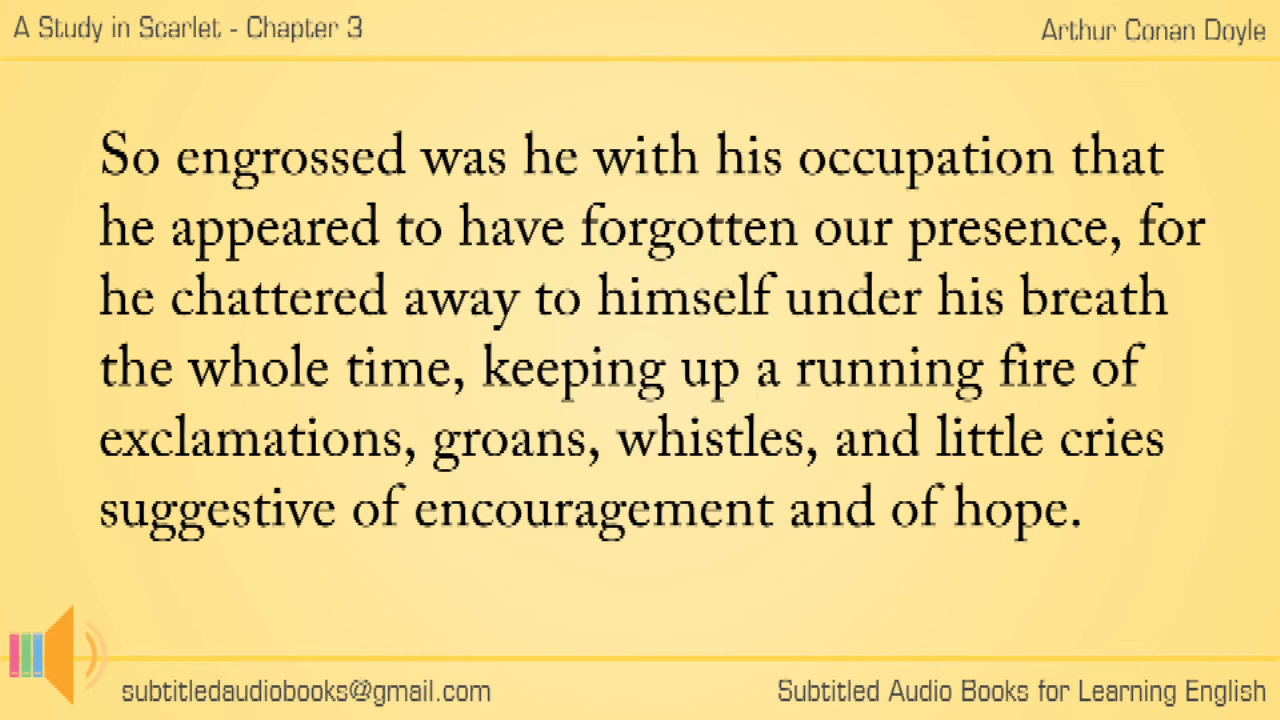 A Study in Scarlet - Chapter 3
Arthur Conan Doyle
So engrossed was he with his occupation that
he appeared to have forgotten our presence, for
he chattered away to himself under his breath
the whole time, keeping up a running fire of
exclamations, groans, whistles, and little cries
suggestive of encouragement and of hope.
subtitledaudiobooks@gmail.com
Subtitled Audio Books for Learning English